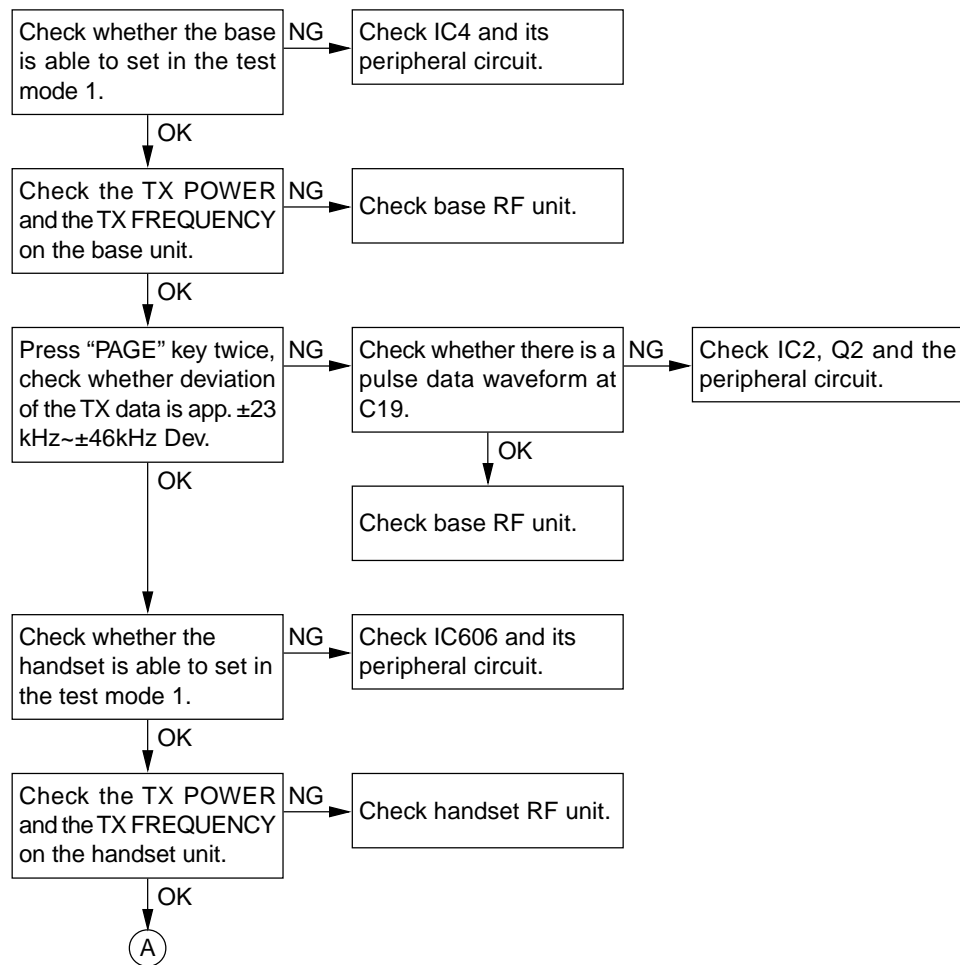 Check whether the base
is able to set in the test
mode 1.
NG
Check IC4 and its
peripheral circuit.
OK
Check the TX POWER
and the TX FREQUENCY
on the base unit.
NG
Check base RF unit.
OK
Press “PAGE” key twice,
check whether deviation
of the TX data is app. ±23
kHz~±46kHz Dev.
NG
Check whether there is a
pulse data waveform at
C19.
NG
Check IC2, Q2 and the
peripheral circuit.
OK
Check base RF unit.
OK
Check whether the
handset is able to set in
the test mode 1.
NG
Check IC606 and its
peripheral circuit.
OK
Check the TX POWER
and the TX FREQUENCY
on the handset unit.
NG
Check handset RF unit.
OK
A